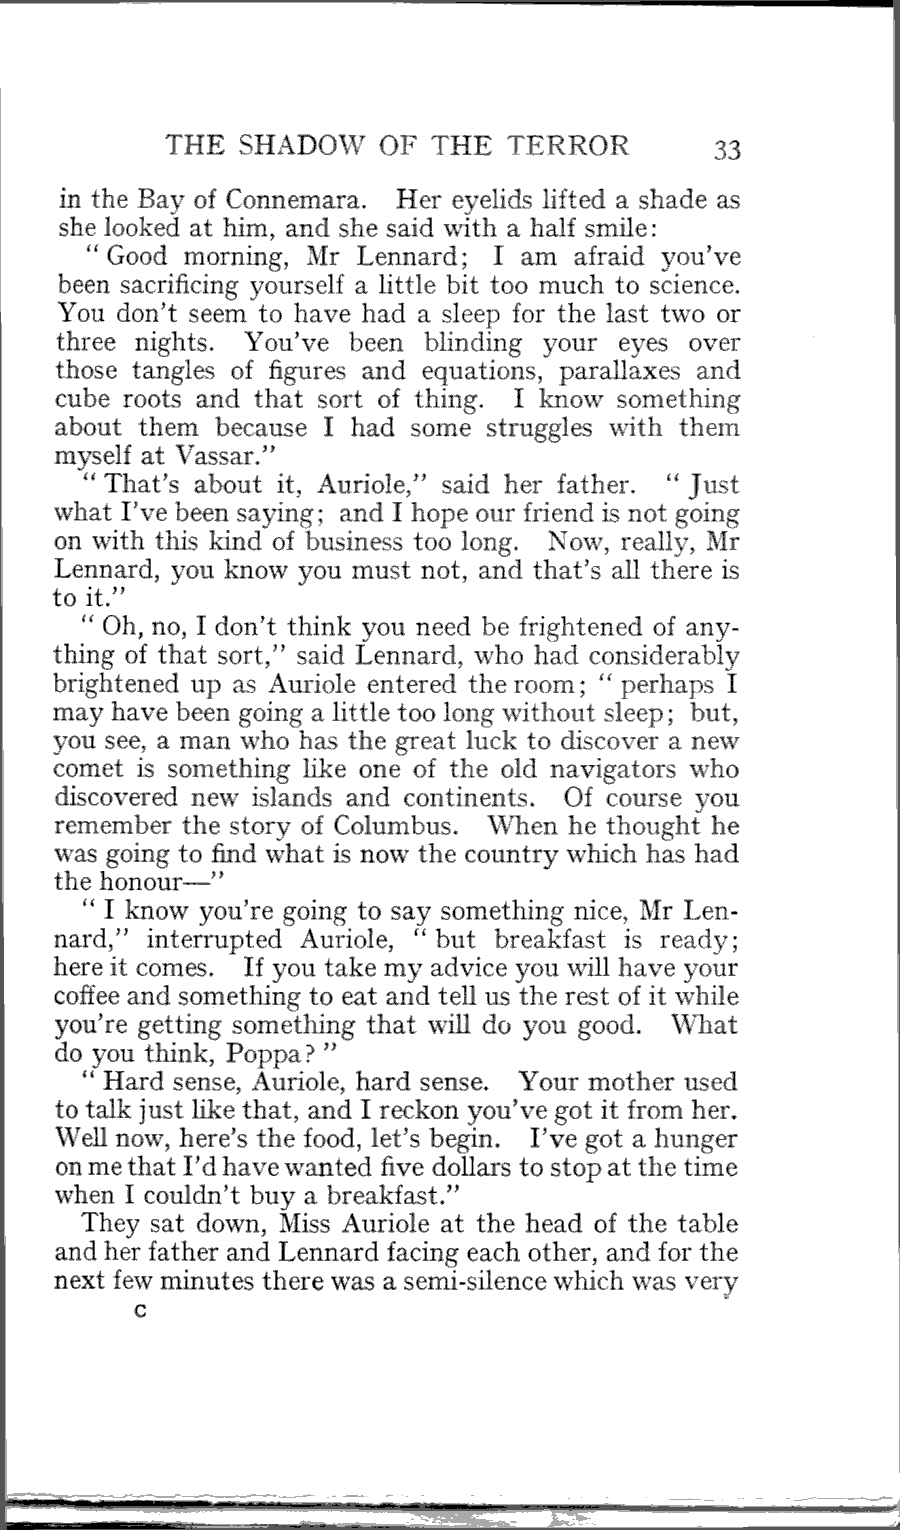 THE SHADOW OF THE TERROR 33
in the Bay of Connemara. Her eyelids lifted a shade as
she looked at him, and she said with a half smile:
“ Good morning, Mr Lennard; I am afraid you've
been sacrificing yourself a little bit too much to science.
You don't seem to have had a sleep for the last two or
three nights. You've been blinding your eyes over
those tangles of figures and equations, parallaxes and
cube roots and that sort of thing. I know something
about them because I had some struggles with them
myself at Vassar.”
“ That's about it, Auriole,” said her father. “ Just
what I've been saying; and I hope our friend is not going
on with this kind of business too long. Now, really, Mr
Lennard, you know you must not, and that's all there is
to it.”
“ Oh, no, I don't think you need be frightened of any-
thing of that sort,” said Lennard, who had considerably
brightened up as Auriole entered the room; “ perhaps I
may have been going a little too long without sleep; but,
you see, a man who has the great luck to discover a new
comet is something like one of the old navigators who
discovered new islands and continents. Of course you
remember the story of Columbus. When he thought he
was going to find what is now the country which has had
the honour—”
“ I know you're going to say something nice, Mr Len-
nard,” interrupted Auriole, “ but breakfast is ready;
here it comes. If you take my advice you will have your
coffee and something to eat and tell us the rest of it while
you're getting something that will do you good. What
do you think, Poppa? ”
“ Hard sense, Auriole, hard sense. Your mother used
to talk just like that, and I reckon you've got it from her.
Well now, here's the food, let's begin. I've got a hunger
on me that I'd have wanted five dollars to stop at the time
when I couldn't buy a breakfast.”
They sat down, Miss Auriole at the head of the table
and her father and Lennard facing each other, and for the
next few minutes there was a semi-silence which was very
C